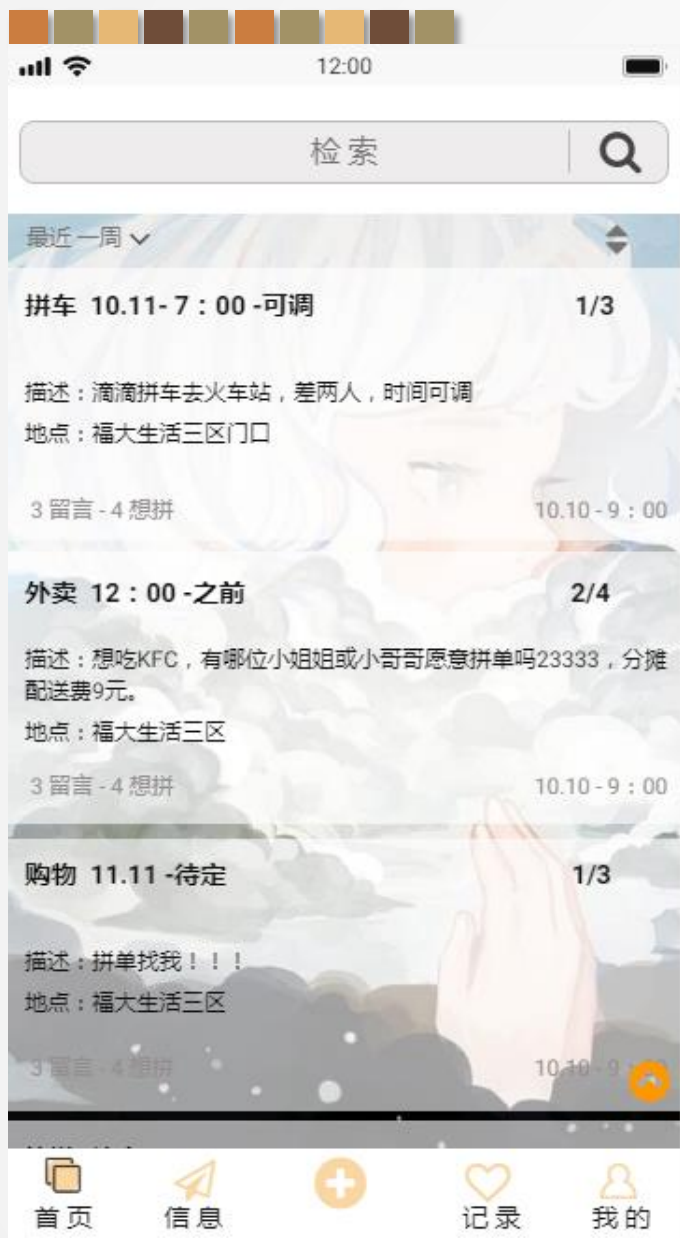 12:00
检索
最近一周
拼车 10.11- 7：00 -可调 1/3
描述：滴滴拼车去火车站，差两人，时间可调
地点：福大生活三区门口
3 留言 - 4 想拼 10.10 - 9：00
外卖 12：00 -之前 2/4
描述：想吃KFC，有哪位小姐姐或小哥哥愿意拼单吗23333，分摊
配送费9元。
地点：福大生活三区
3 留言 - 4 想拼 10.10 - 9：00
购物 11.11 -待定 1/3
描述：拼单找我！！！
地点：福大生活三区
3 留言 - 4 想拼 10.10 - 9：
首页 信息 记录 我的